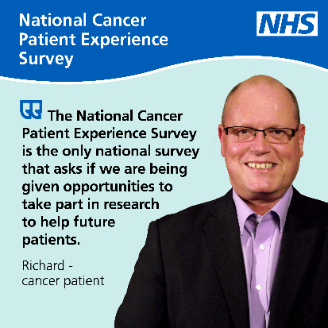 National Cancer
Patient Experience
Survey
NHS
The National Cancer
Patient Experience Survey
is the only national survey
that asks if we are being
given opportunities to
take part in research
to help future
patients.
Richard -
cancer patient